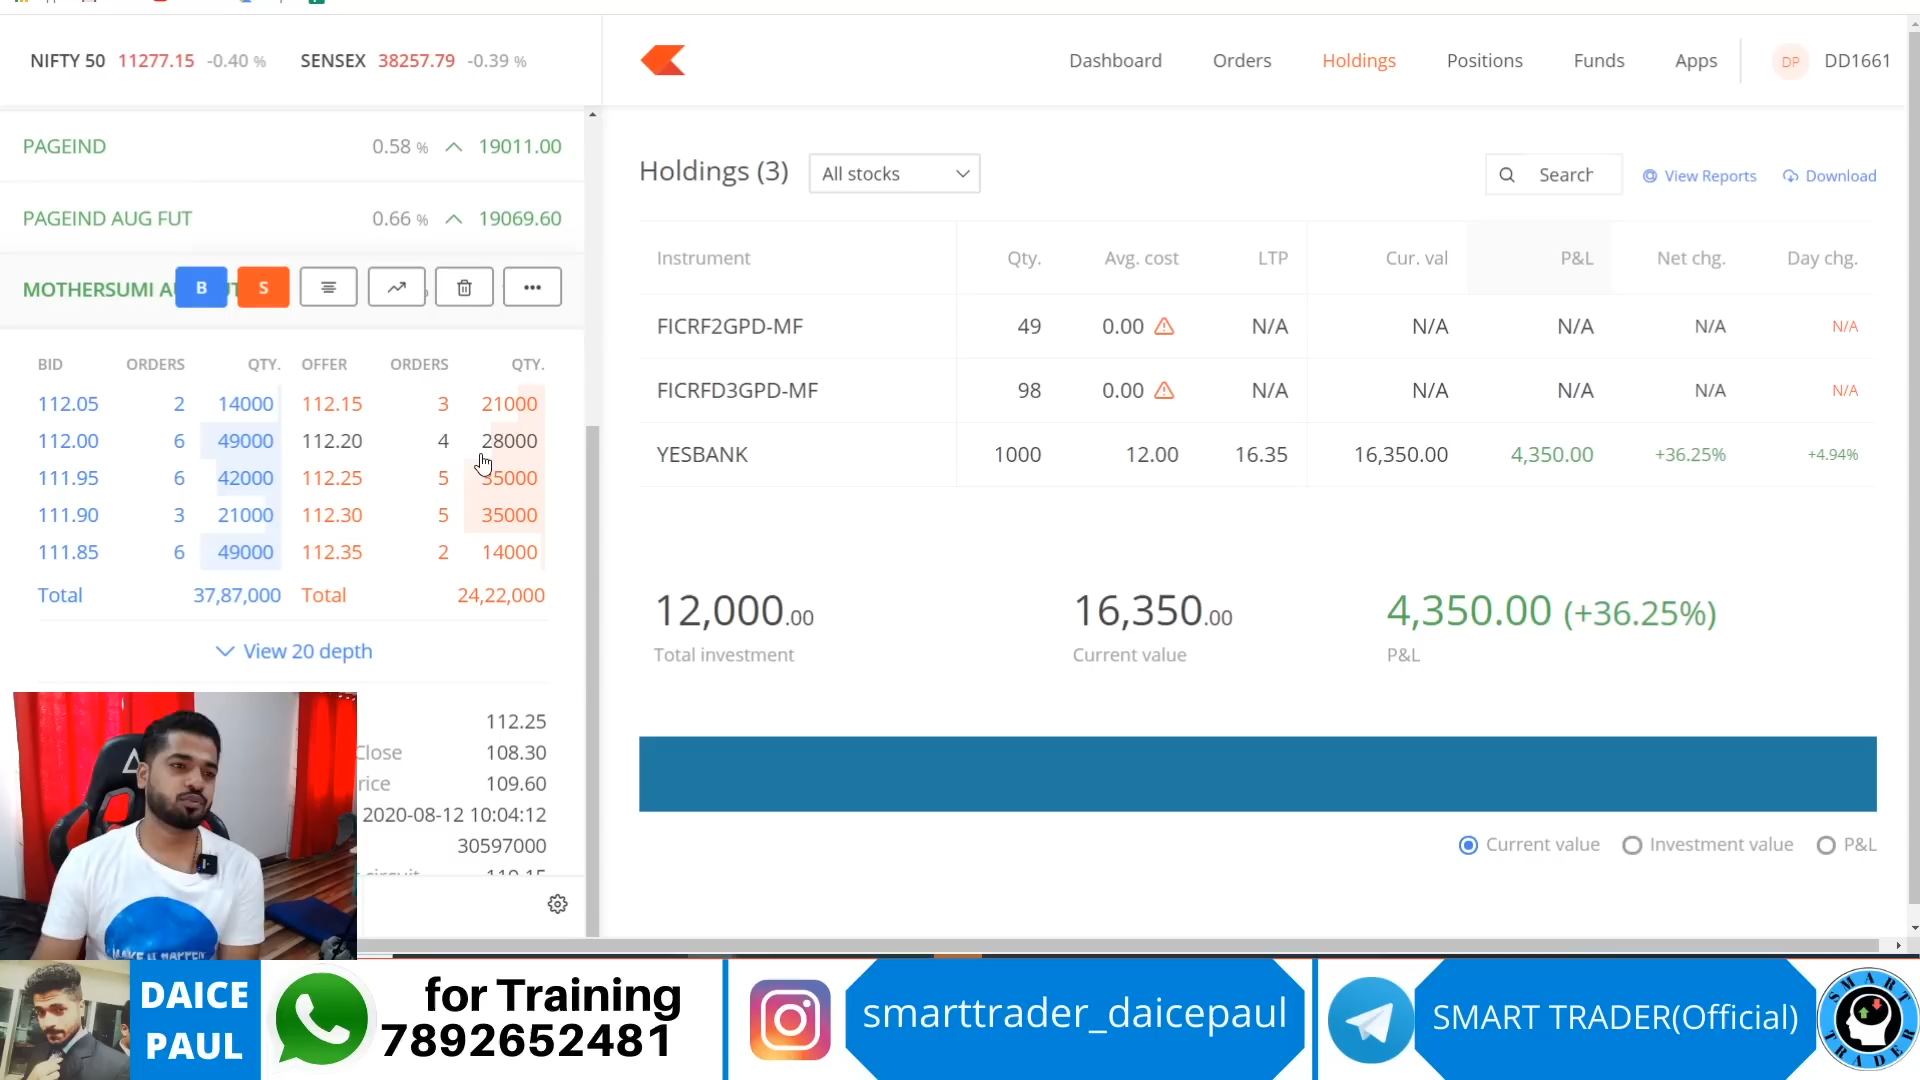 NIFTY 50 11277.15 -0.40 % SENSEX 38257.79 -0.39 %
Dashboard Orders Holdings Positions Funds Apps DP DD1661
PAGEIND 0.58 % 19011.00
PAGEIND AUG FUT 0.66 % 19069.60
MOTHERSUMI B S
BID ORDERS QTY. OFFER ORDERS QTY.
112.05 2 14000 112.15 3 21000
112.00 6 49000 112.20 4 28000
111.95 6 42000 112.25 5 35000
111.90 3 21000 112.30 5 35000
111.85 6 49000 112.35 2 14000
Total 37,87,000 Total 24,22,000
View 20 depth
112.25
Close 108.30
rice 109.60
2020-08-12 10:04:12
30597000
Holdings (3) All stocks Search View Reports Download
Instrument Qty. Avg. cost LTP Cur. val P&L Net chg. Day chg.
FICRF2GPD-MF 49 0.00 N/A N/A N/A N/A N/A
FICRFD3GPD-MF 98 0.00 N/A N/A N/A N/A N/A
YESBANK 1000 12.00 16.35 16,350.00 4,350.00 +36.25% +4.94%
12,000.00 16,350.00 4,350.00 (+36.25%)
Total investment Current value P&L
Current value Investment value P&L
MAKE IT HAPPEN
DAICE
PAUL
for Training
7892652481
smarttrader_daicepaul
SMART TRADER(Official)
SMART
TRADER